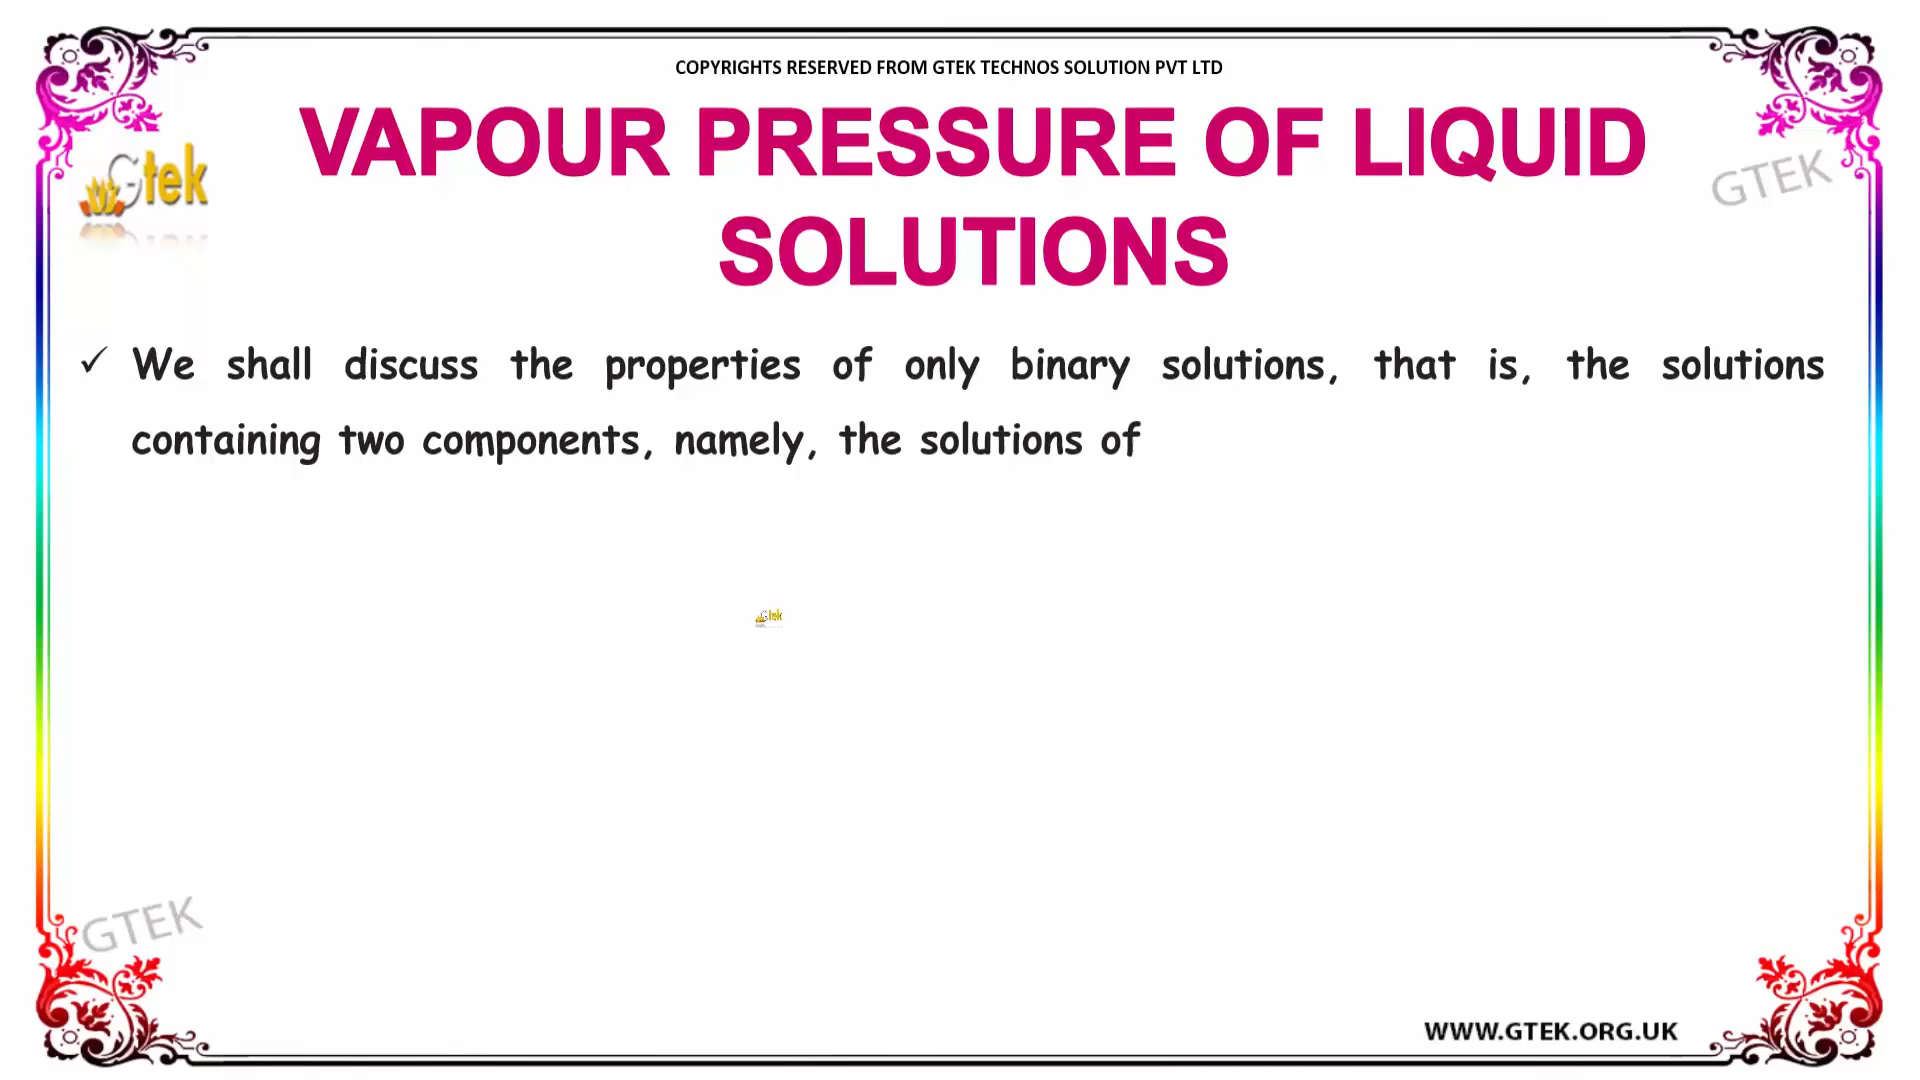 COPYRIGHTS RESERVED FROM GTEK TECHNOS SOLUTION PVT LTD
Gtek
VAPOUR PRESSURE OF LIQUID
SOLUTIONS
GTEK
✓ We shall discuss the properties of only binary solutions, that is, the solutions
containing two components, namely, the solutions of
Gtek
GTEK
WWW.GTEK.ORG.UK